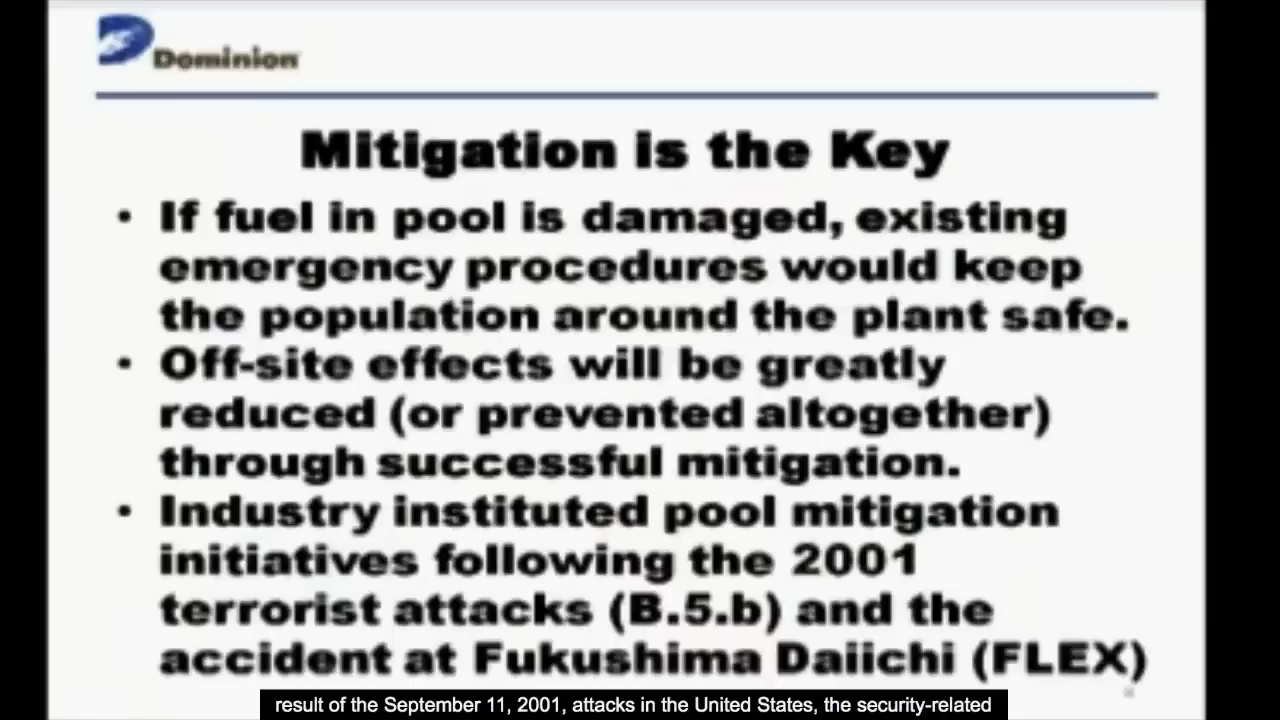 Dominion
Mitigation is the Key
• If fuel in pool is damaged, existing
emergency procedures would keep
the population around the plant safe.
• Off-site effects will be greatly
reduced (or prevented altogether)
through successful mitigation.
• Industry instituted pool mitigation
initiatives following the 2001
terrorist attacks (B.5.b) and the
accident at Fukushima Daiichi (FLEX)
result of the September 11, 2001, attacks in the United States, the security-related